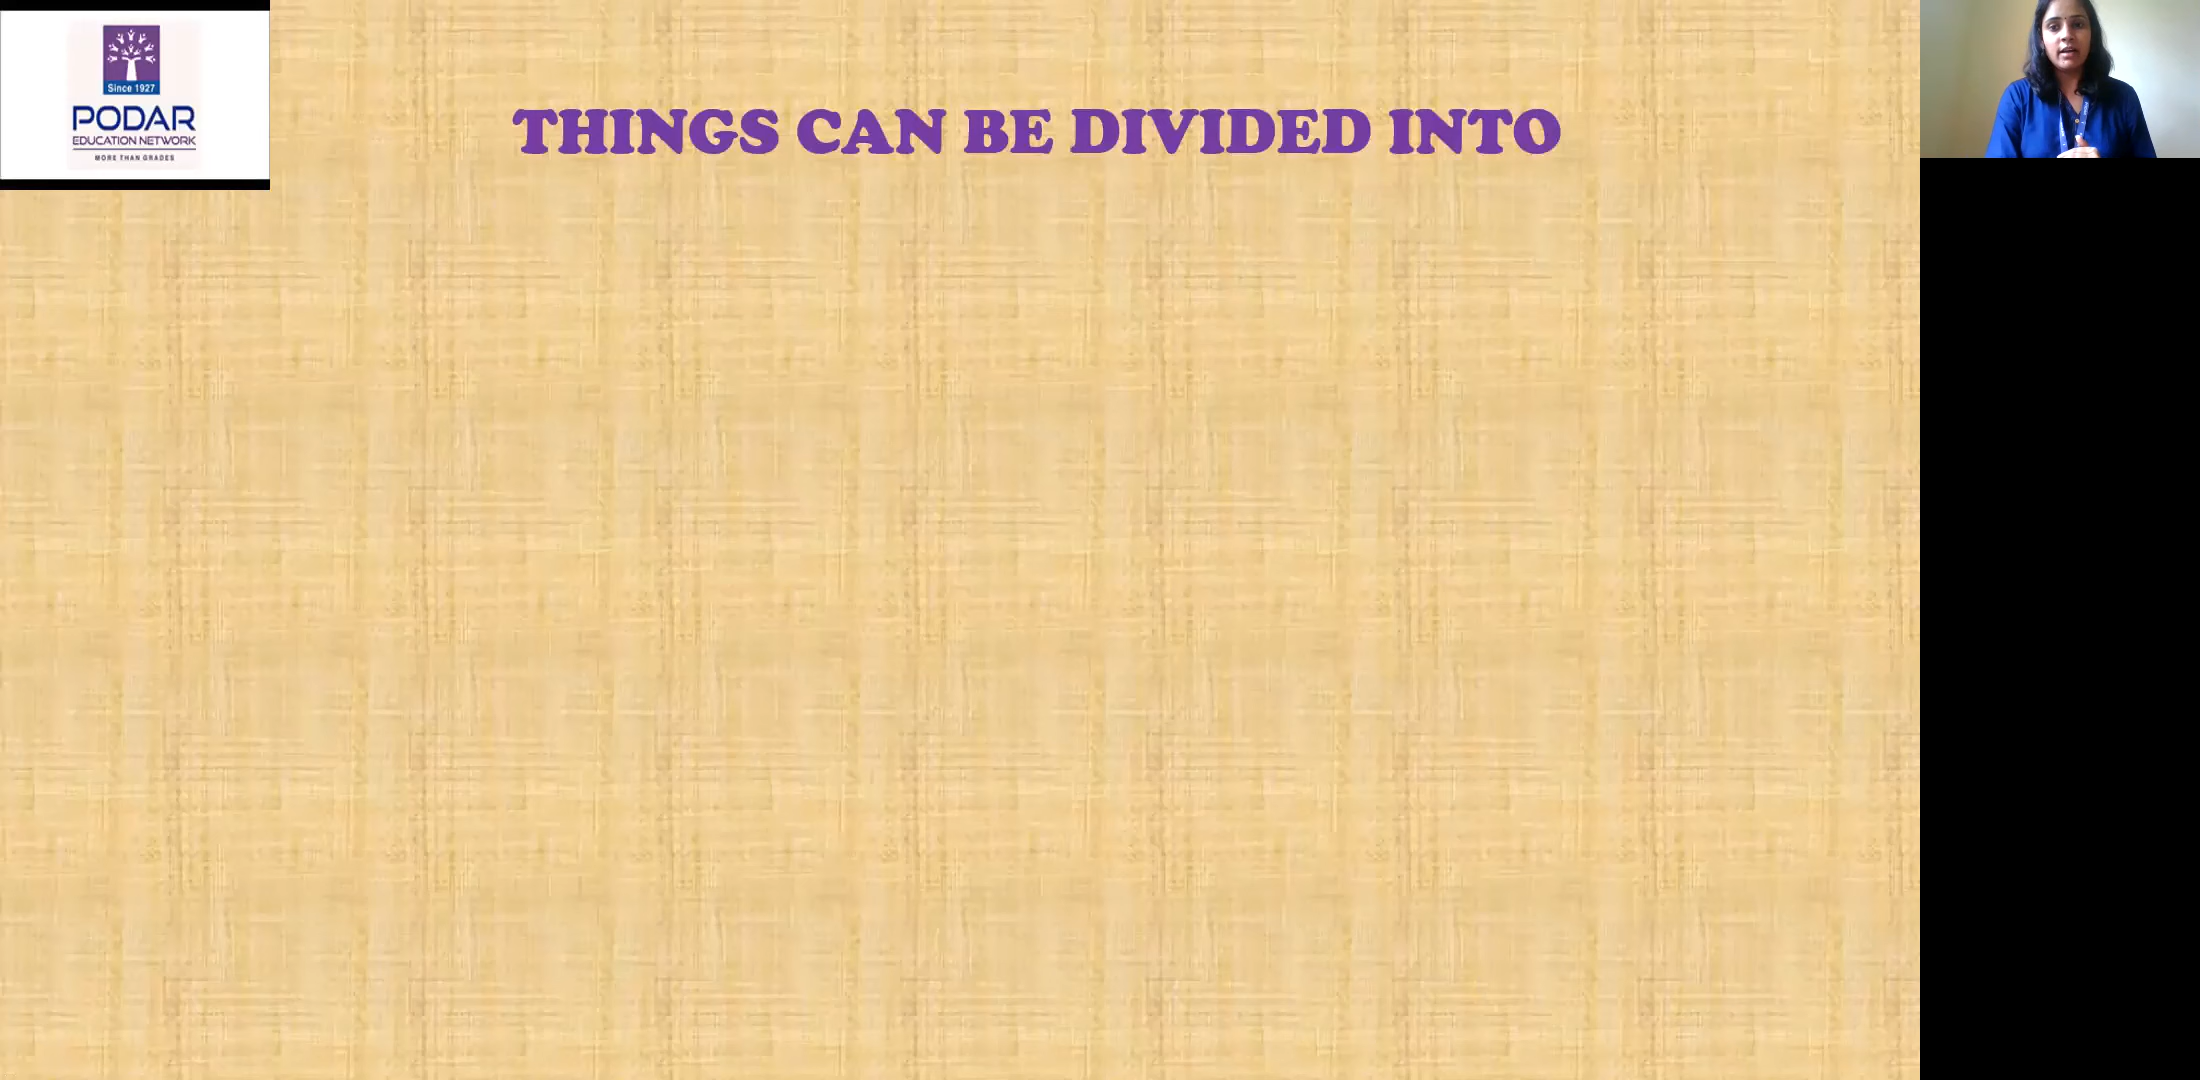 Since 1927
PODAR
EDUCATION NETWORK
MORE THAN GRADES
THINGS CAN BE DIVIDED INTO